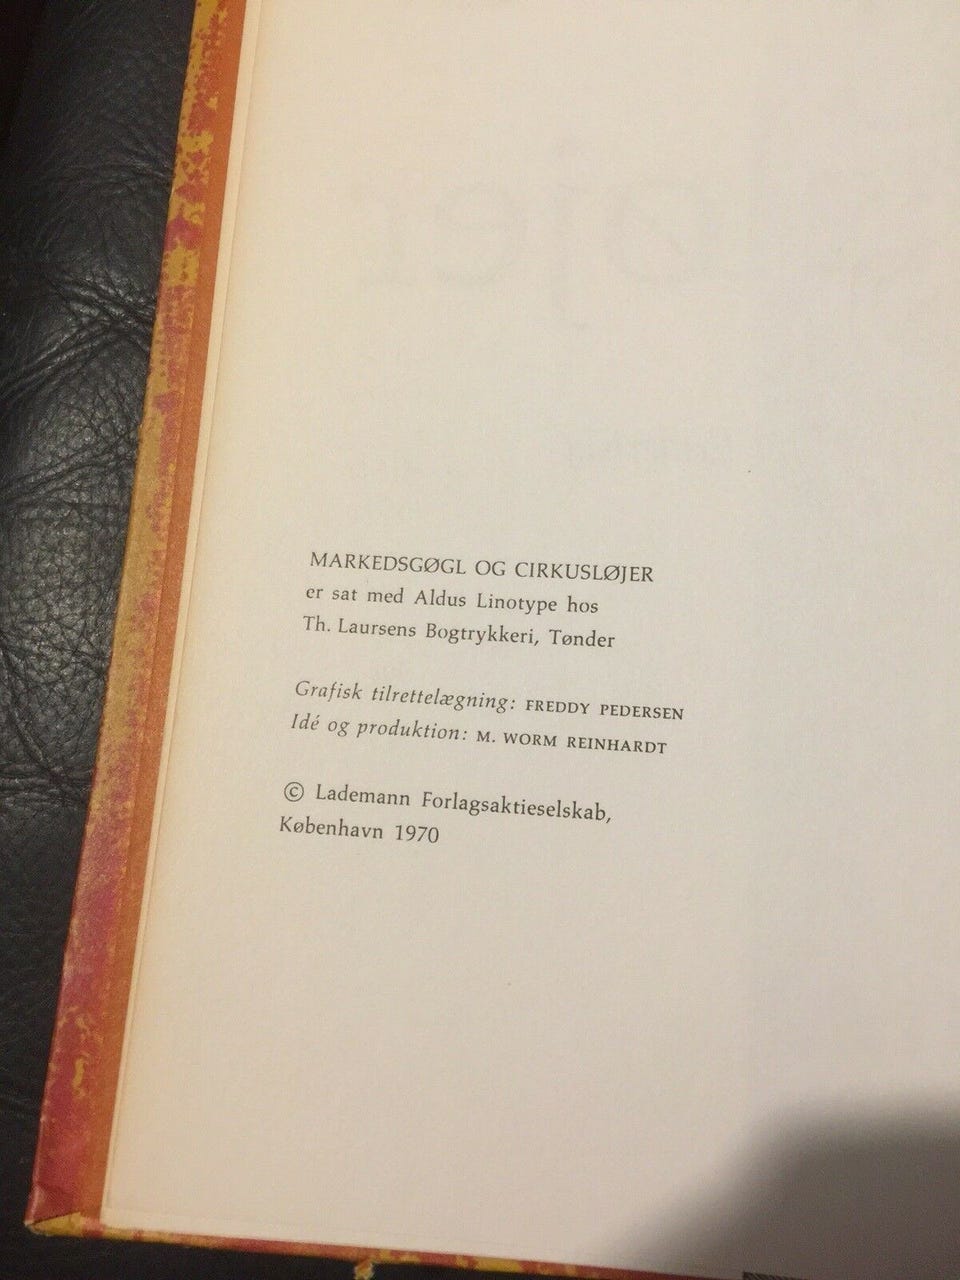 MARKEDSGØGL OG CIRKUSLØJER
er sat med Aldus Linotype hos
Th. Laursens Bogtrykkeri, Tønder
Grafisk tilrettelægning: FREDDY PEDERSEN
Idé og produktion: M. WORM REINHARDT
© Lademann Forlagsaktieselskab,
København 1970